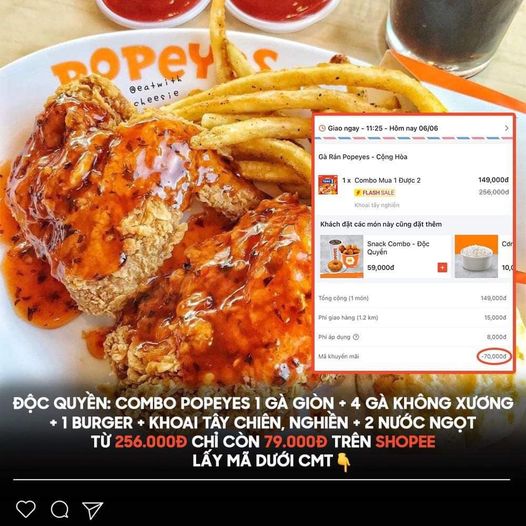 POPEYES
@eatwith
cheesie
Giao ngay - 11:25 - Hôm nay 06/06
Gà Rán Popeyes - Cộng Hòa
1 x Combo Mua 1 Được 2 149,000đ
FLASH SALE 256,000đ
Khoai tây nghiền
Khách đặt các món này cũng đặt thêm
Snack Combo - Độc
Quyền
59,000đ
10,0
Tổng cộng (1 món) 149,000đ
Phí giao hàng (1.2 km) 15,000đ
Phí áp dụng 8,000đ
Mã khuyến mãi -70,000đ
ĐỘC QUYỀN: COMBO POPEYES 1 GÀ GIÒN + 4 GÀ KHÔNG XƯƠNG
+ 1 BURGER + KHOAI TÂY CHIÊN, NGHIỀN + 2 NƯỚC NGỌT
TỪ 256.000Đ CHỈ CÒN 79.000Đ TRÊN SHOPEE
LẤY MÃ DƯỚI CMT👇